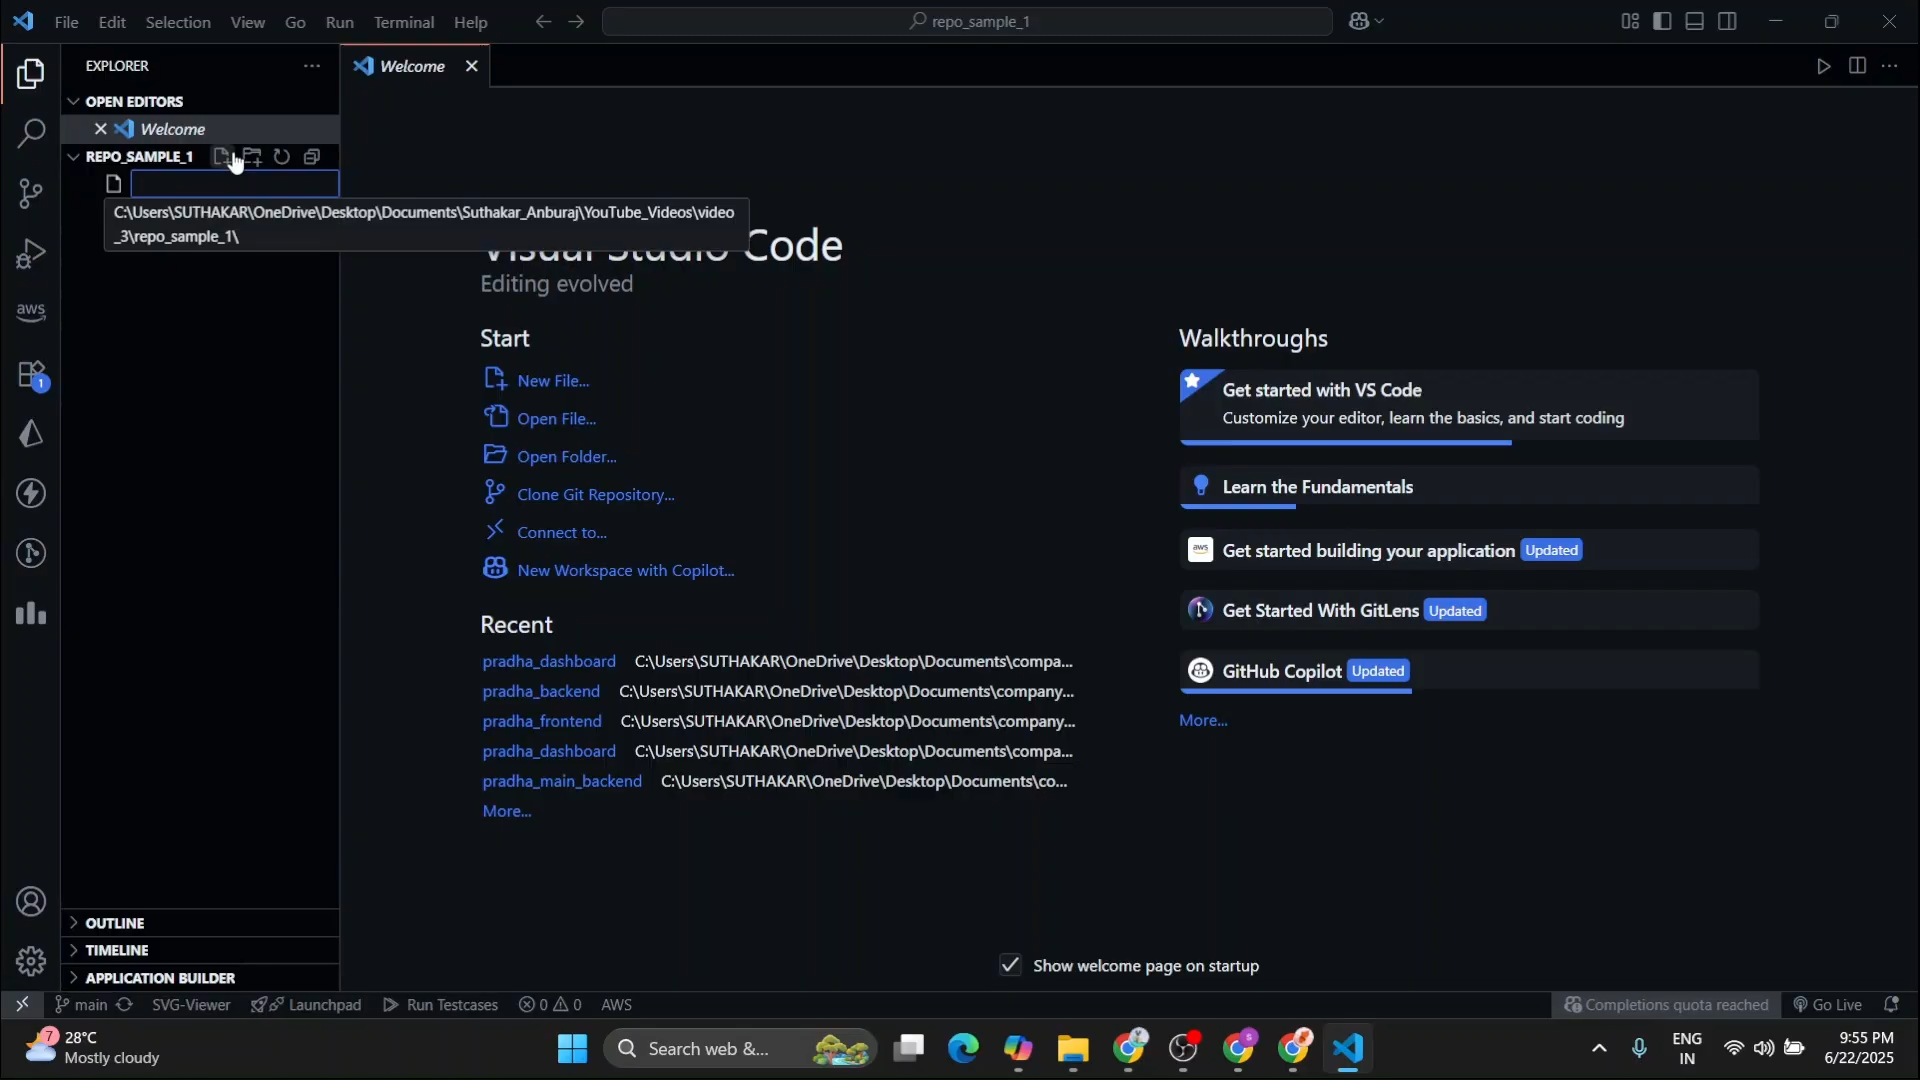 File Edit Selection View Go Run Terminal Help
repo_sample_1
EXPLORER
Welcome
OPEN EDITORS
Welcome
REPO_SAMPLE_1
C:\Users\SUTHAKAR\OneDrive\Desktop\Documents\Suthakar_Anburaj\YouTube_Videos\video
_3\repo_sample_1\
Visual Studio Code
Editing evolved
Start
New File...
Open File...
Open Folder...
Clone Git Repository...
Connect to...
New Workspace with Copilot...
Recent
pradha_dashboard C:\Users\SUTHAKAR\OneDrive\Desktop\Documents\compa...
pradha_backend C:\Users\SUTHAKAR\OneDrive\Desktop\Documents\company...
pradha_frontend C:\Users\SUTHAKAR\OneDrive\Desktop\Documents\company...
pradha_dashboard C:\Users\SUTHAKAR\OneDrive\Desktop\Documents\compa...
pradha_main_backend C:\Users\SUTHAKAR\OneDrive\Desktop\Documents\co...
More...
Walkthroughs
Get started with VS Code
Customize your editor, learn the basics, and start coding
Learn the Fundamentals
aws Get started building your application Updated
Get Started With GitLens Updated
GitHub Copilot Updated
More...
Show welcome page on startup
aws
1
OUTLINE
TIMELINE
APPLICATION BUILDER
main SVG-Viewer Launchpad Run Testcases 0 0 AWS
Completions quota reached Go Live
7
28°C
Mostly cloudy
Search web &...
S
ENG
IN
9:55 PM
6/22/2025